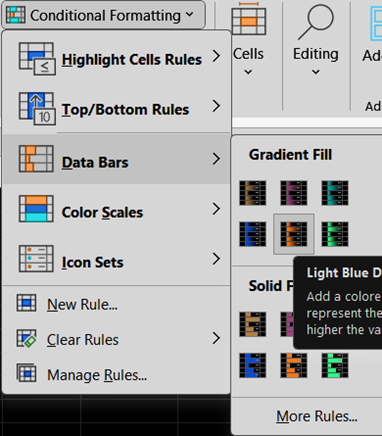 Conditional Formatting
Cells
Editing
Ad
Highlight Cells Rules
Top/Bottom Rules
10
Data Bars
Color Scales
Icon Sets
New Rule...
Clear Rules
Manage Rules...
Gradient Fill
Light Blue D
Add a colore
represent the
higher the va
Solid F
More Rules...